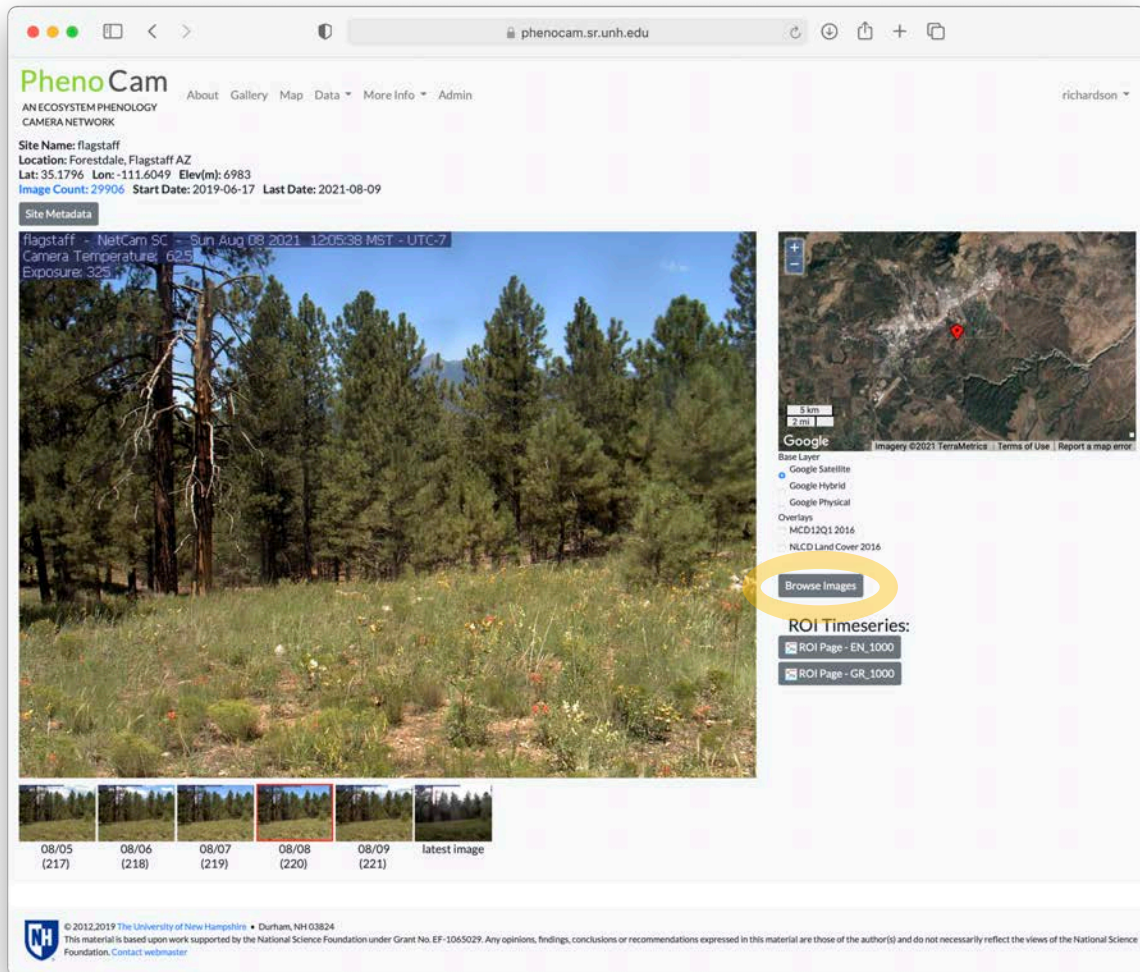 phenocam.sr.unh.edu
PhenoCam
AN ECOSYSTEM PHENOLOGY
CAMERA NETWORK
About Gallery Map Data More Info Admin
richardson
Site Name: flagstaff
Location: Forestdale, Flagstaff AZ
Lat: 35.1796 Lon: -111.6049 Elev(m): 6983
Image Count: 29906 Start Date: 2019-06-17 Last Date: 2021-08-09
Site Metadata
flagstaff - NetCam SC - Sun Aug 08 2021 12:05:38 MST - UTC-7
Camera Temperature: 62.5
Exposure: 325
+
−
5 km
2 mi
Google
Imagery ©2021 TerraMetrics Terms of Use Report a map error
Base Layer
Google Satellite
Google Hybrid
Google Physical
Overlays
MCD12Q1 2016
NLCD Land Cover 2016
Browse Images
ROI Timeseries:
ROI Page - EN_1000
ROI Page - GR_1000
08/05 08/06 08/07 08/08 08/09 latest image
(217) (218) (219) (220) (221)
NH
© 2012,2019 The University of New Hampshire • Durham, NH 03824
This material is based upon work supported by the National Science Foundation under Grant No. EF-1065029. Any opinions, findings, conclusions or recommendations expressed in this material are those of the author(s) and do not necessarily reflect the views of the National Science
Foundation. Contact webmaster